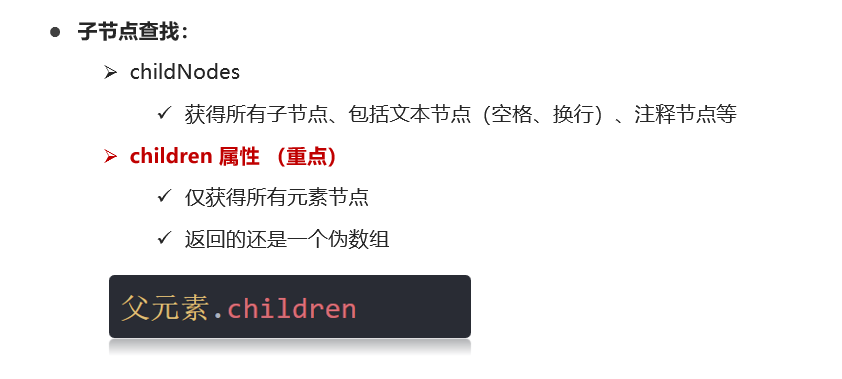 ● 子节点查找：
➢ childNodes
✓ 获得所有子节点、包括文本节点（空格、换行）、注释节点等
➢ children 属性 （重点）
✓ 仅获得所有元素节点
✓ 返回的还是一个伪数组
父元素.children